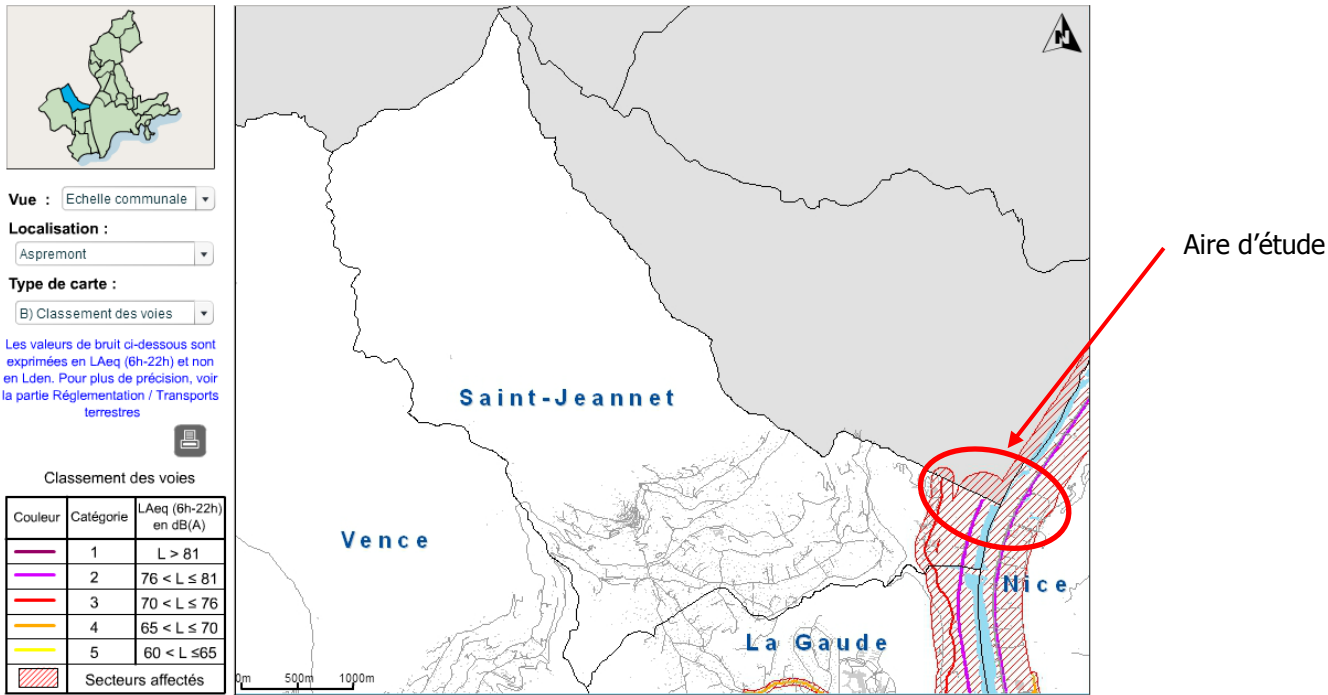 Vue : Echelle communale
Localisation :
Aspremont
Type de carte :
B) Classement des voies
Les valeurs de bruit ci-dessous sont
exprimées en LAeq (6h-22h) et non
en Lden. Pour plus de précision, voir
la partie Réglementation / Transports
terrestres
Classement des voies
Couleur Catégorie LAeq (6h-22h)
en dB(A)
1 L > 81
2 76 < L ≤ 81
3 70 < L ≤ 76
4 65 < L ≤ 70
5 60 < L ≤65
Secteurs affectés
N
Aire d'étude
Saint-Jeannet
Vence
Nice
La Gaude
0m 500m 1000m